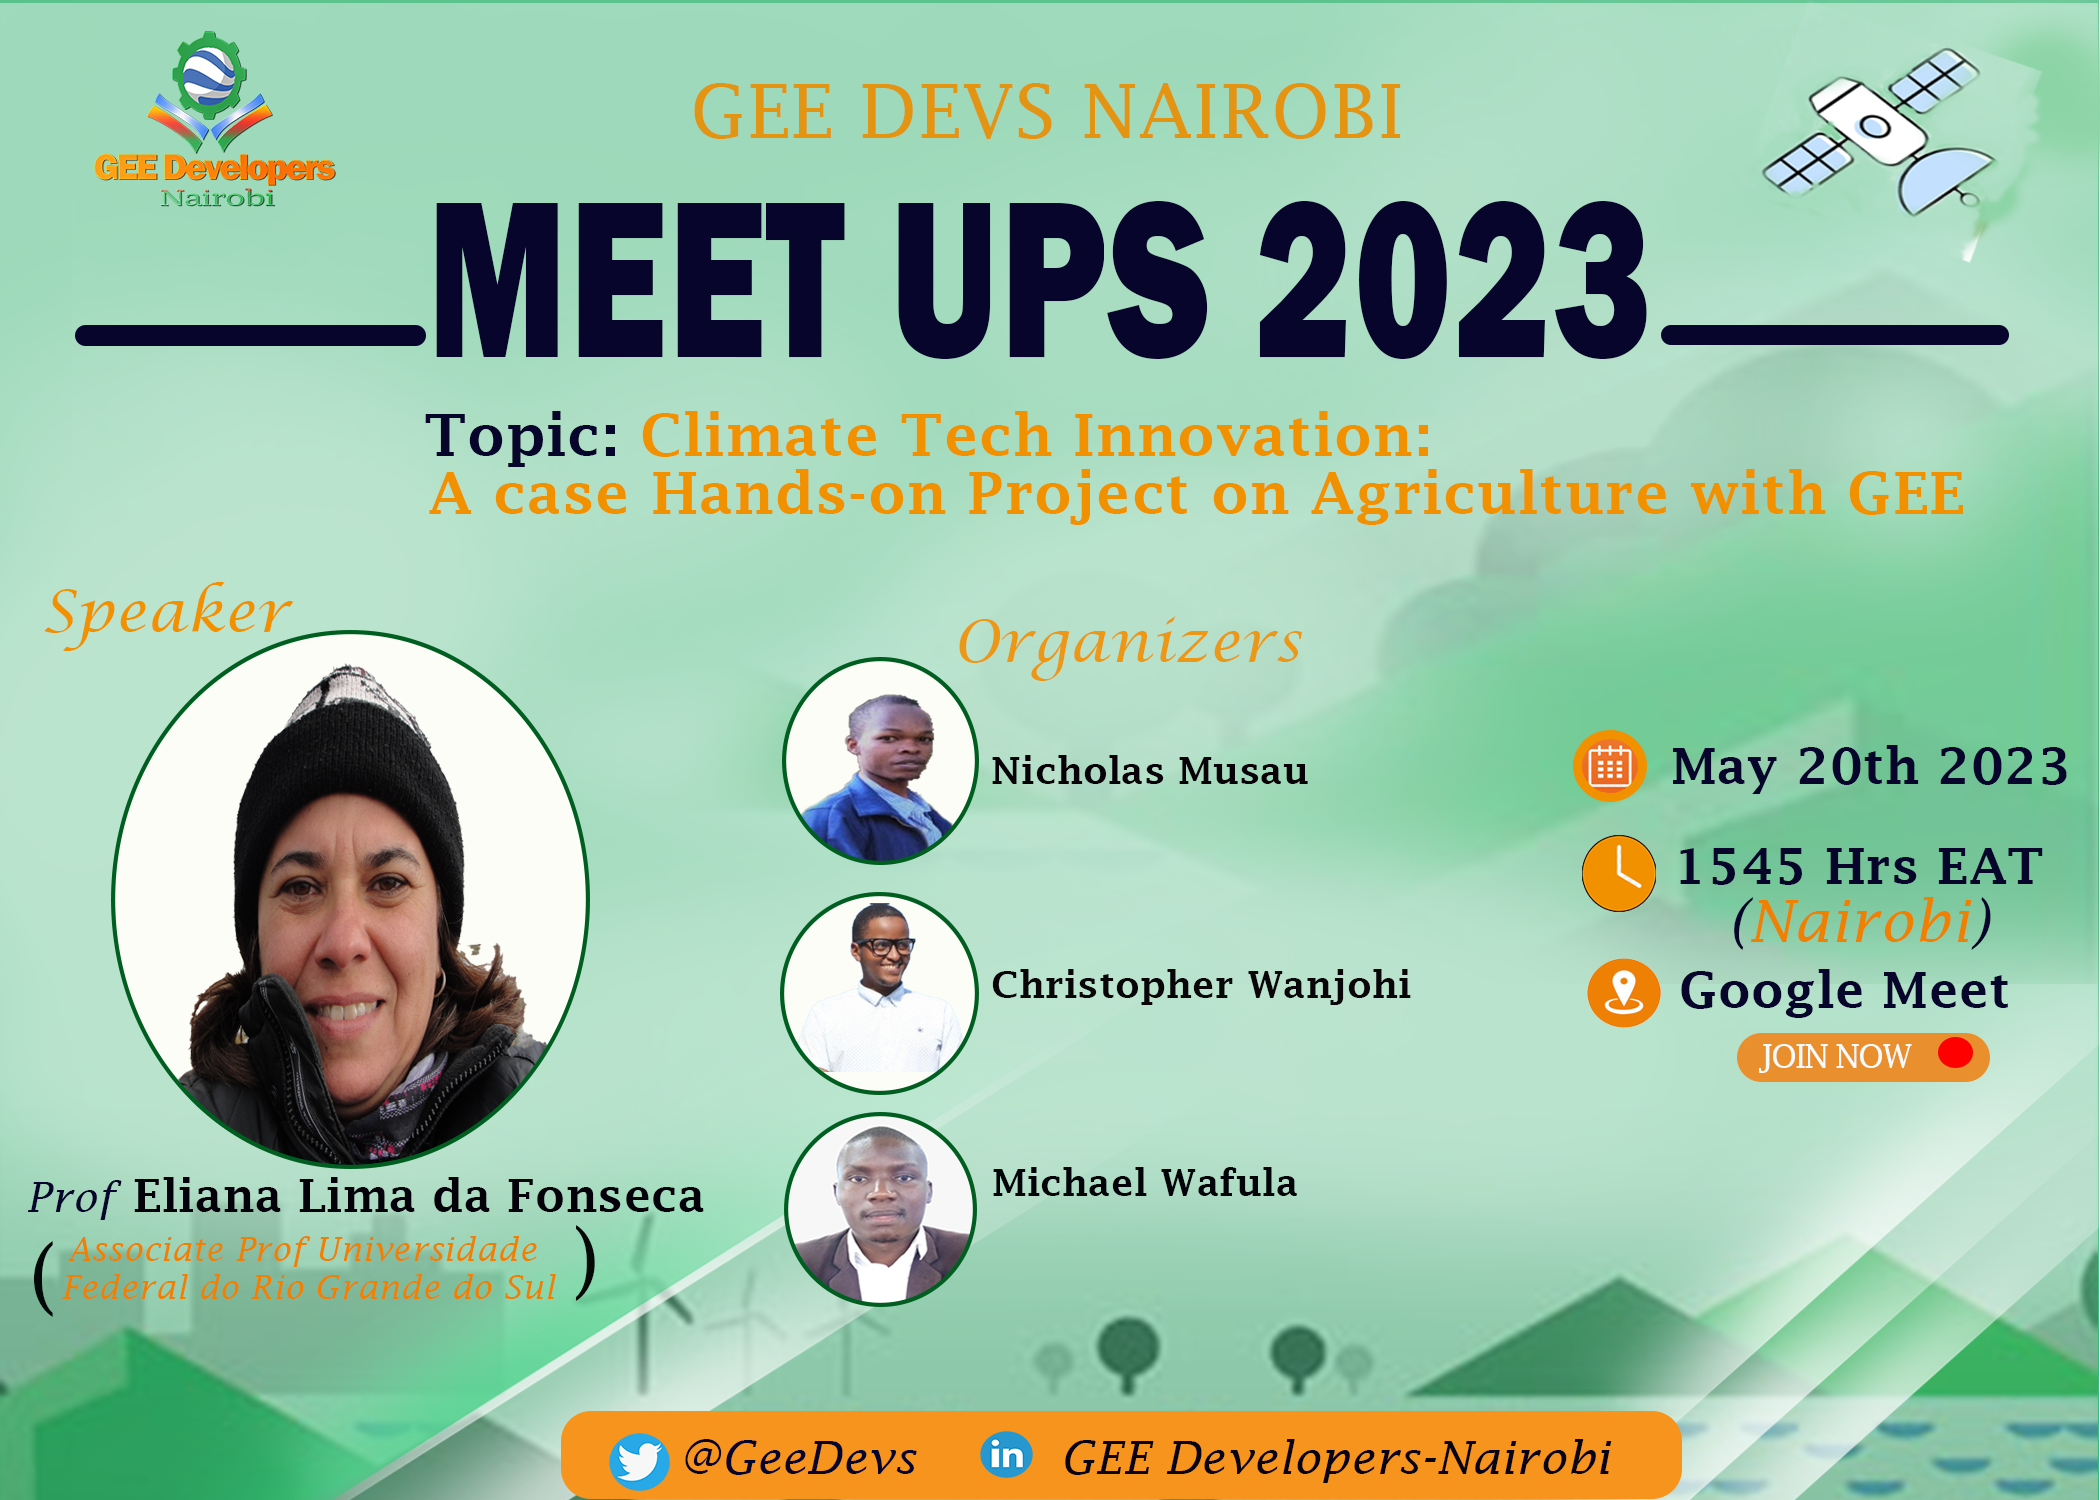 GEE Developers
Nairobi
GEE DEVS NAIROBI
MEET UPS 2023
Topic: Climate Tech Innovation:
A case Hands-on Project on Agriculture with GEE
Speaker
Prof Eliana Lima da Fonseca
(Associate Prof Universidade
Federal do Rio Grande do Sul)
Organizers
Nicholas Musau
Christopher Wanjohi
Michael Wafula
May 20th 2023
1545 Hrs EAT
(Nairobi)
Google Meet
JOIN NOW
@GeeDevs
in GEE Developers-Nairobi